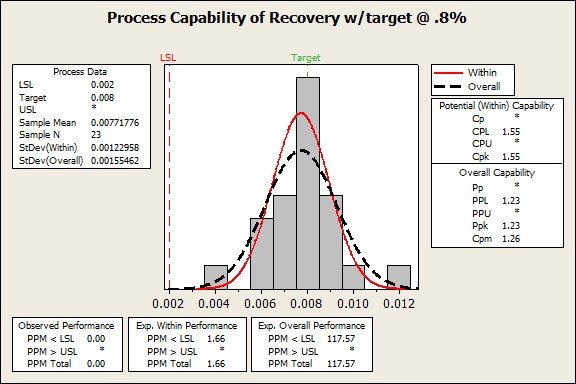 Process Capability of Recovery w/target @ .8%
LSL Target
Process Data
LSL 0.002
Target 0.008
USL *
Sample Mean 0.00771776
Sample N 23
StDev(Within) 0.00122958
StDev(Overall) 0.00155462
Within
Overall
Potential (Within) Capability
Cp *
CPL 1.55
CPU *
Cpk 1.55
Overall Capability
Pp *
PPL 1.23
PPU *
Ppk 1.23
Cpm 1.26
0.002 0.004 0.006 0.008 0.010 0.012
Observed Performance
PPM < LSL 0.00
PPM > USL *
PPM Total 0.00
Exp. Within Performance
PPM < LSL 1.66
PPM > USL *
PPM Total 1.66
Exp. Overall Performance
PPM < LSL 117.57
PPM > USL *
PPM Total 117.57